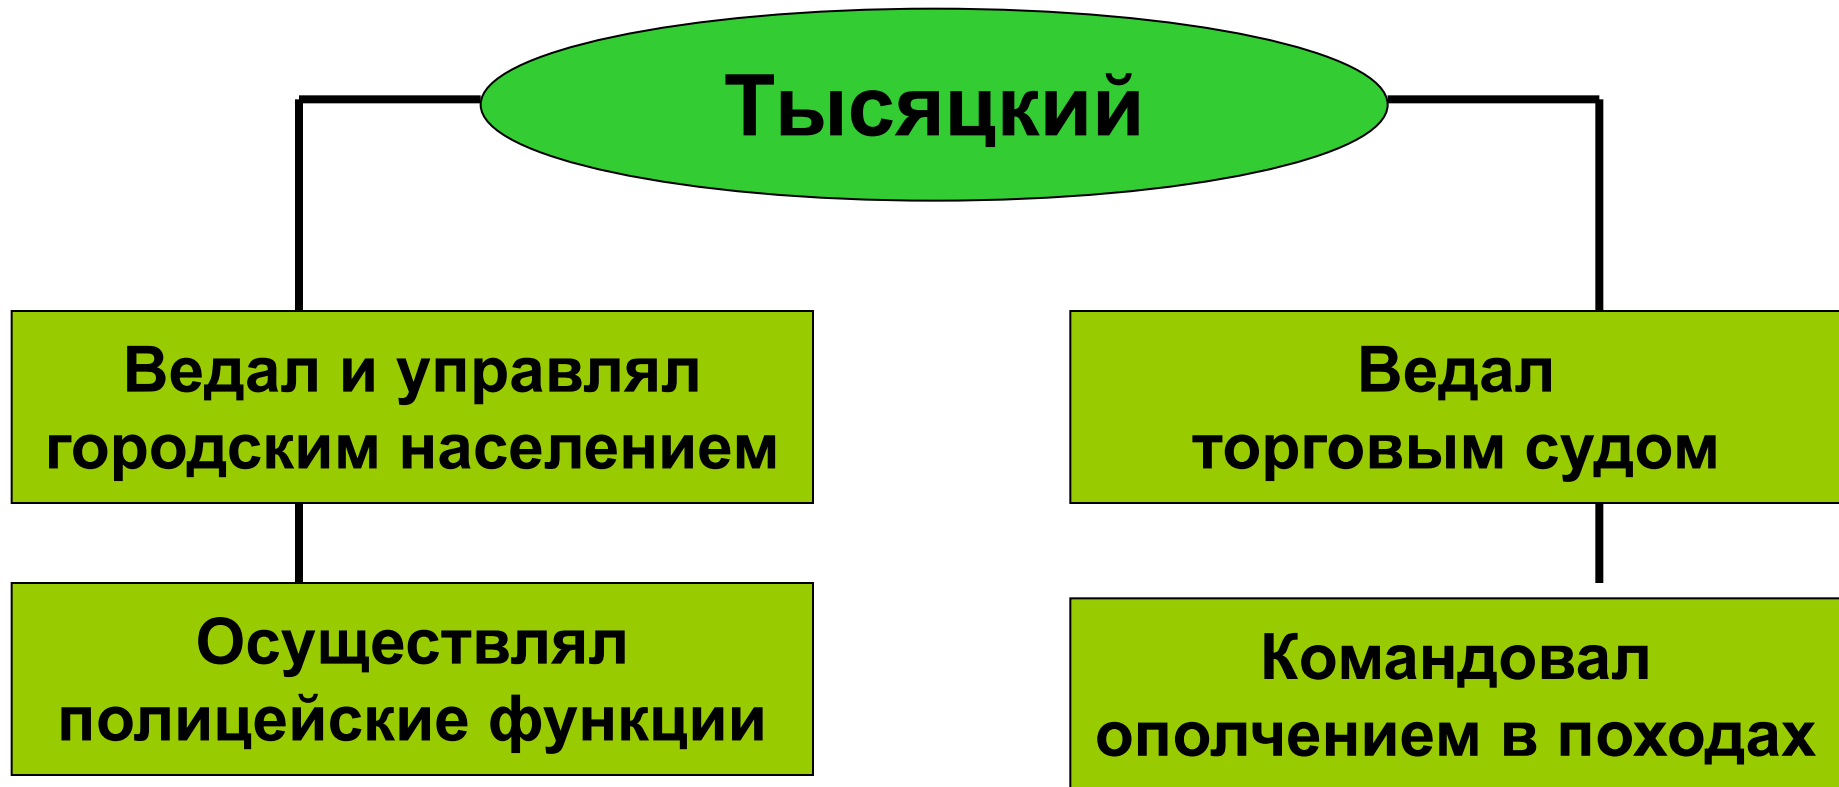 Тысяцкий
Ведал и управлял
городским населением
Ведал
торговым судом
Осуществлял
полицейские функции
Командовал
ополчением в походах